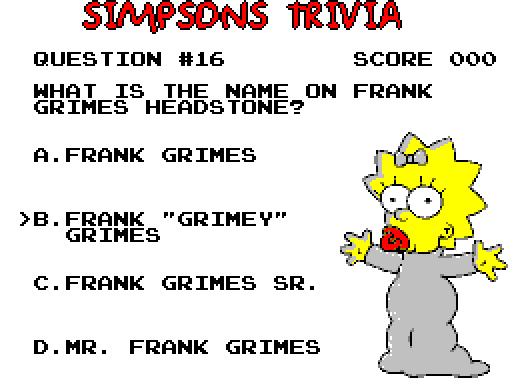 SIMPSONS TRIVIA
QUESTION #16 SCORE 000
WHAT IS THE NAME ON FRANK
GRIMES HEADSTONE?
A.FRANK GRIMES
>B.FRANK "GRIMEY"
GRIMES
C.FRANK GRIMES SR.
D.MR. FRANK GRIMES